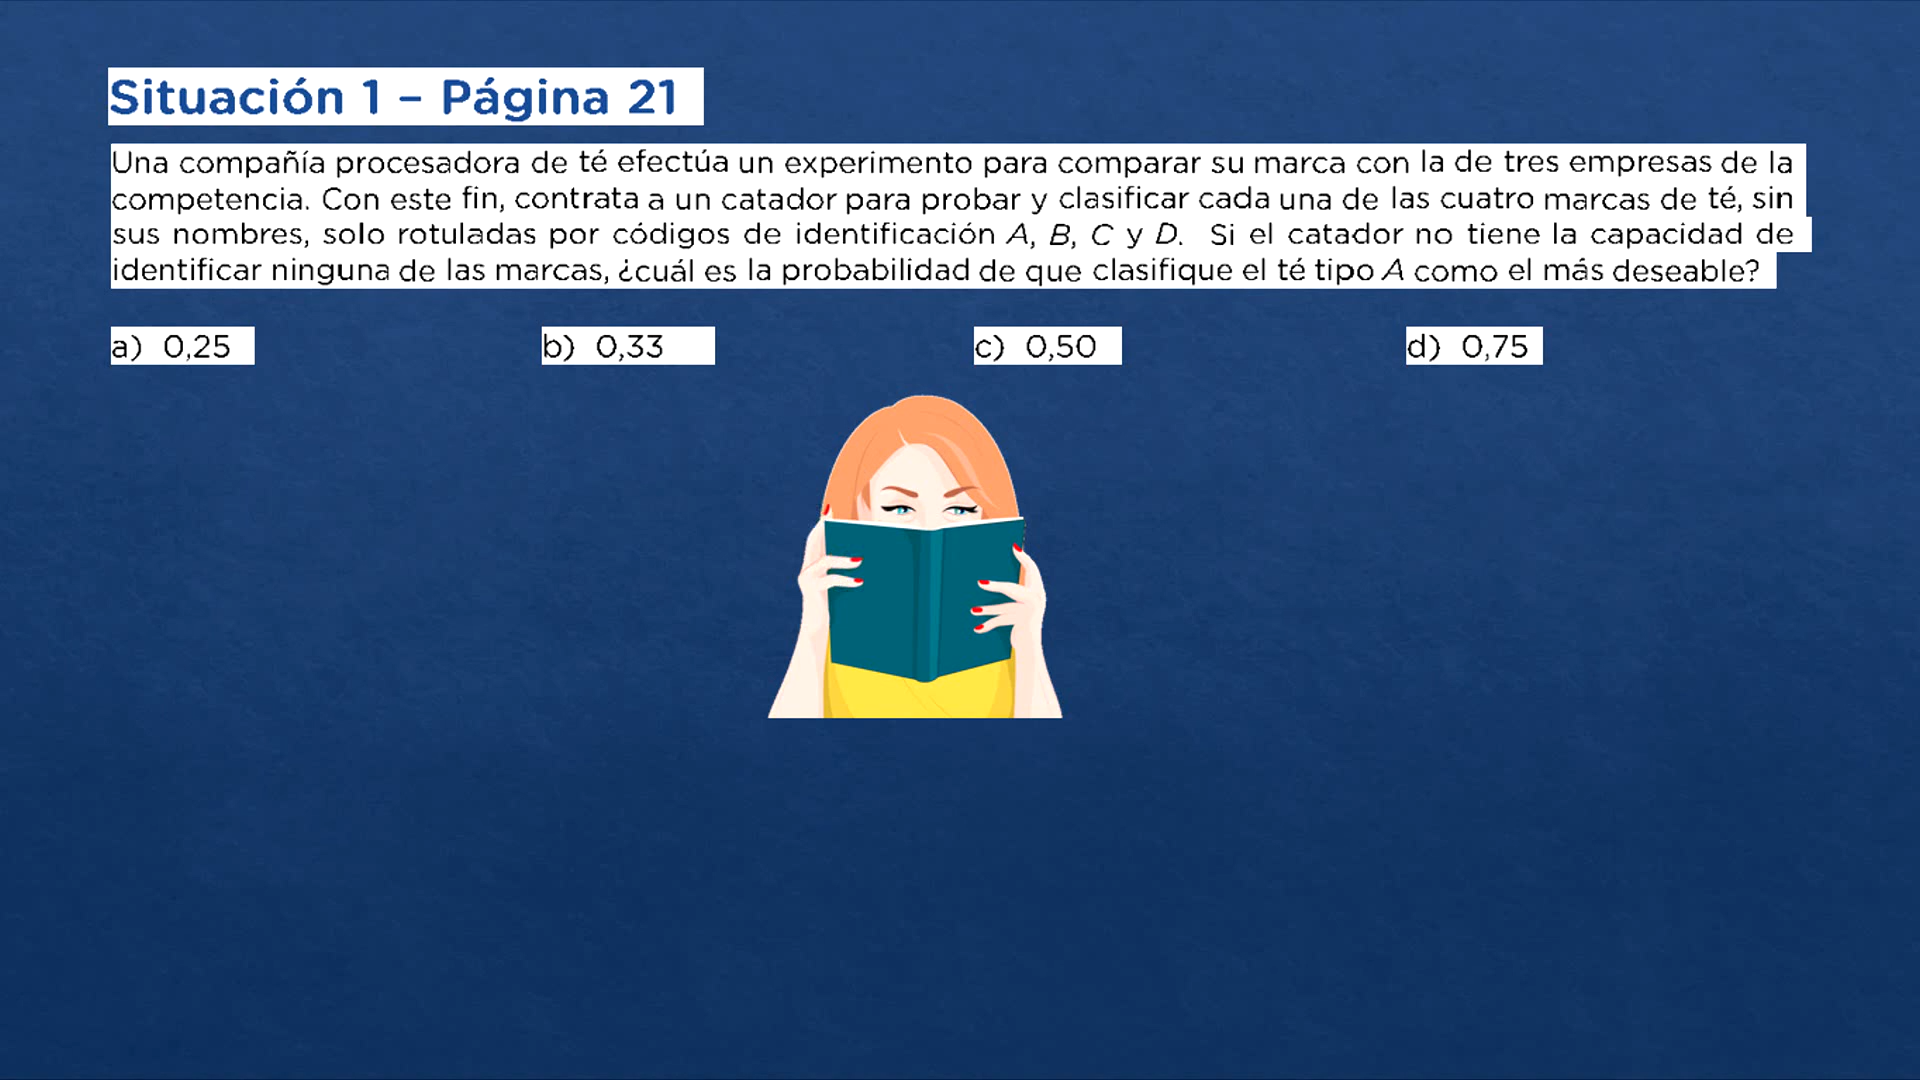 Situación 1 – Página 21
Una compañía procesadora de té efectúa un experimento para comparar su marca con la de tres empresas de la
competencia. Con este fin, contrata a un catador para probar y clasificar cada una de las cuatro marcas de té, sin
sus nombres, solo rotuladas por códigos de identificación A, B, C y D. Si el catador no tiene la capacidad de
identificar ninguna de las marcas, ¿cuál es la probabilidad de que clasifique el té tipo A como el más deseable?
a) 0,25 b) 0,33 c) 0,50 d) 0,75